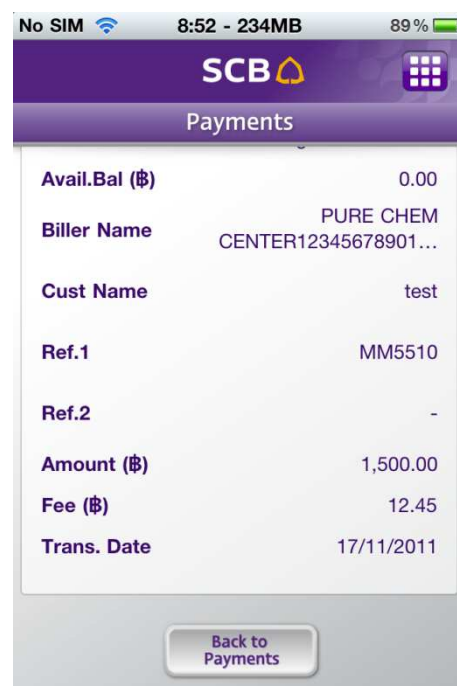 No SIM 8:52 - 234MB 89%
SCB
Payments
Avail.Bal (฿) 0.00
Biller Name PURE CHEM
CENTER12345678901...
Cust Name test
Ref.1 MM5510
Ref.2 -
Amount (฿) 1,500.00
Fee (฿) 12.45
Trans. Date 17/11/2011
Back to
Payments